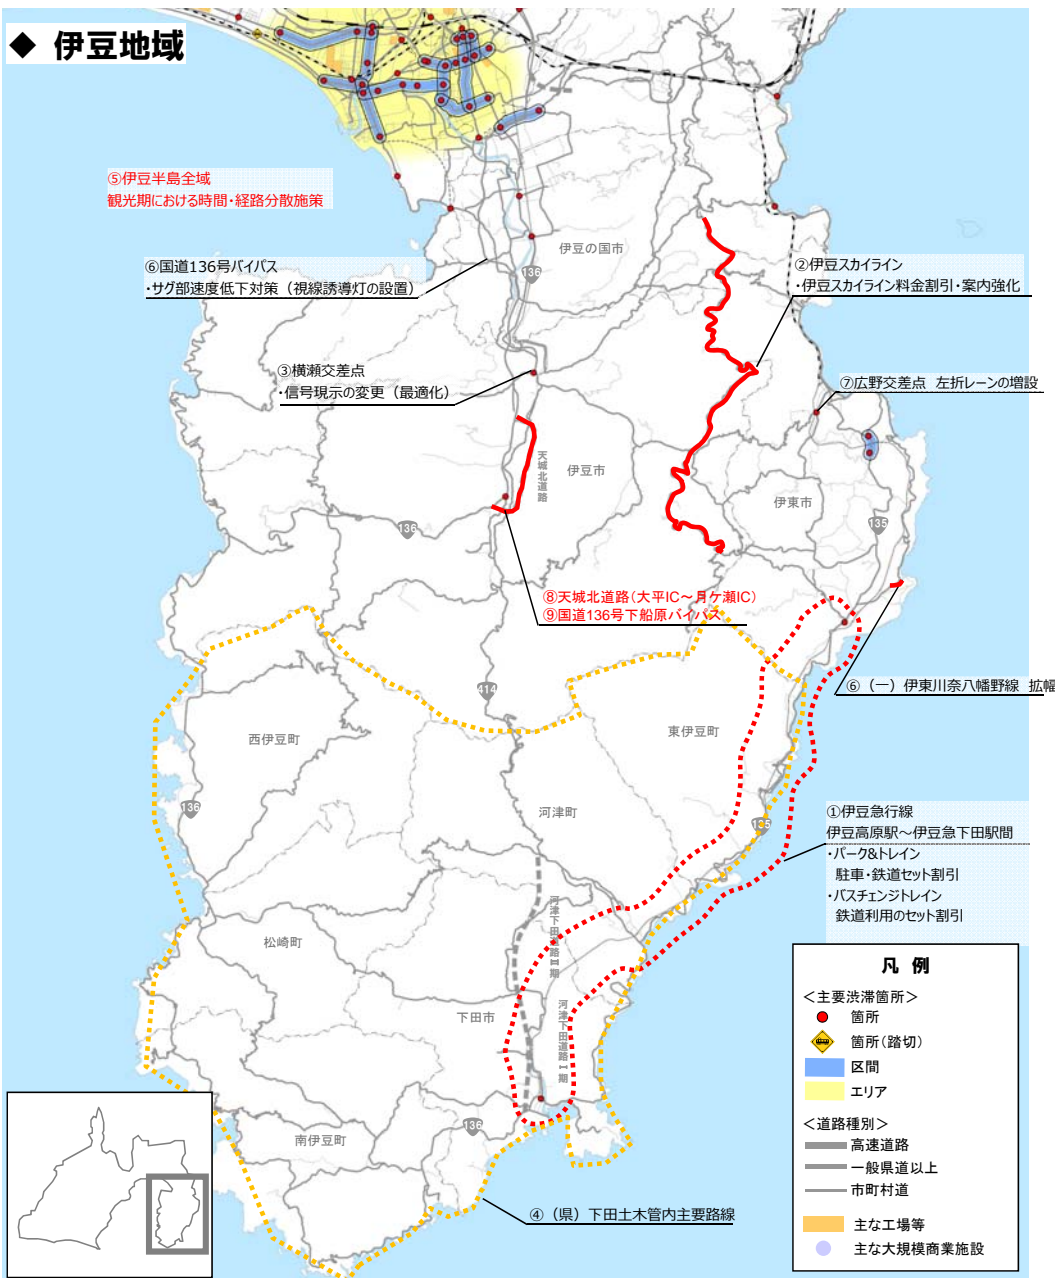 ◆ 伊豆地域
⑤伊豆半島全域
観光期における時間・経路分散施策
伊豆の国市
136
⑥国道136号バイパス
・サグ部速度低下対策（視線誘導灯の設置）
②伊豆スカイライン
・伊豆スカイライン料金割引・案内強化
③横瀬交差点
・信号現示の変更（最適化）
⑦広野交差点 左折レーンの増設
天城北道路
伊豆市
伊東市
135
136
⑧天城北道路（大平IC～月ケ瀬IC）
⑨国道136号下船原バイパス
⑥（一）伊東川奈八幡野線 拡幅
414
西伊豆町
東伊豆町
136
河津町
135
①伊豆急行線
伊豆高原駅～伊豆急下田駅間
・パーク&トレイン
駐車・鉄道セット割引
・バスチェンジトレイン
鉄道利用のセット割引
河津下田道路Ⅱ期
松崎町
下田市
河津下田道路Ⅰ期
136
南伊豆町
④（県）下田土木管内主要路線
凡 例
＜主要渋滞箇所＞
箇所
箇所（踏切）
区間
エリア
＜道路種別＞
高速道路
一般県道以上
市町村道
主な工場等
主な大規模商業施設